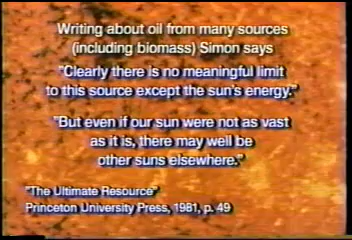 Writing about oil from many sources
(including biomass) Simon says
"Clearly there is no meaningful limit
to this source except the sun's energy."
"But even if our sun were not as vast
as it is, there may well be
other suns elsewhere."
"The Ultimate Resource"
Princeton University Press, 1981, p. 49